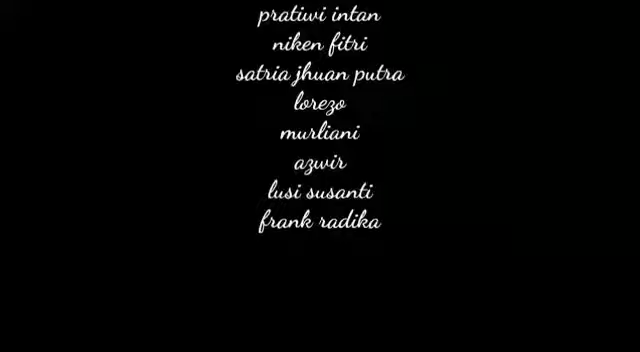 pratiwi intan
niken fitri
satria jhuan putra
lorezo
murliani
azwir
lusi susanti
frank radika